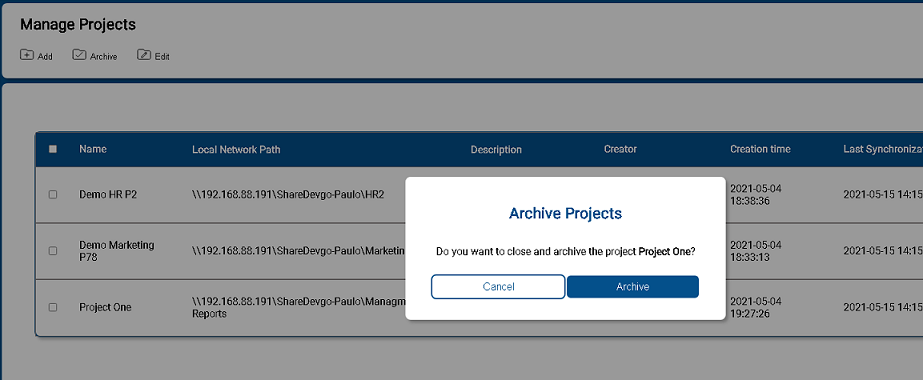 Manage Projects
Add Archive Edit
Name Local Network Path Description Creator Creation time Last Synchroniza
Demo HR P2 \\192.168.88.191\ShareDevgo-Paulo\HR2 2021-05-04 2021-05-15 14:15
18:38:36
Archive Projects
Do you want to close and archive the project Project One?
Cancel Archive
Demo Marketing \\192.168.88.191\ShareDevgo-Paulo\Marketin 2021-05-04 2021-05-15 14:15
P78 18:33:13
Project One \\192.168.88.191\ShareDevgo-Paulo\Managm 2021-05-04 2021-05-15 14:15
Reports 19:27:26